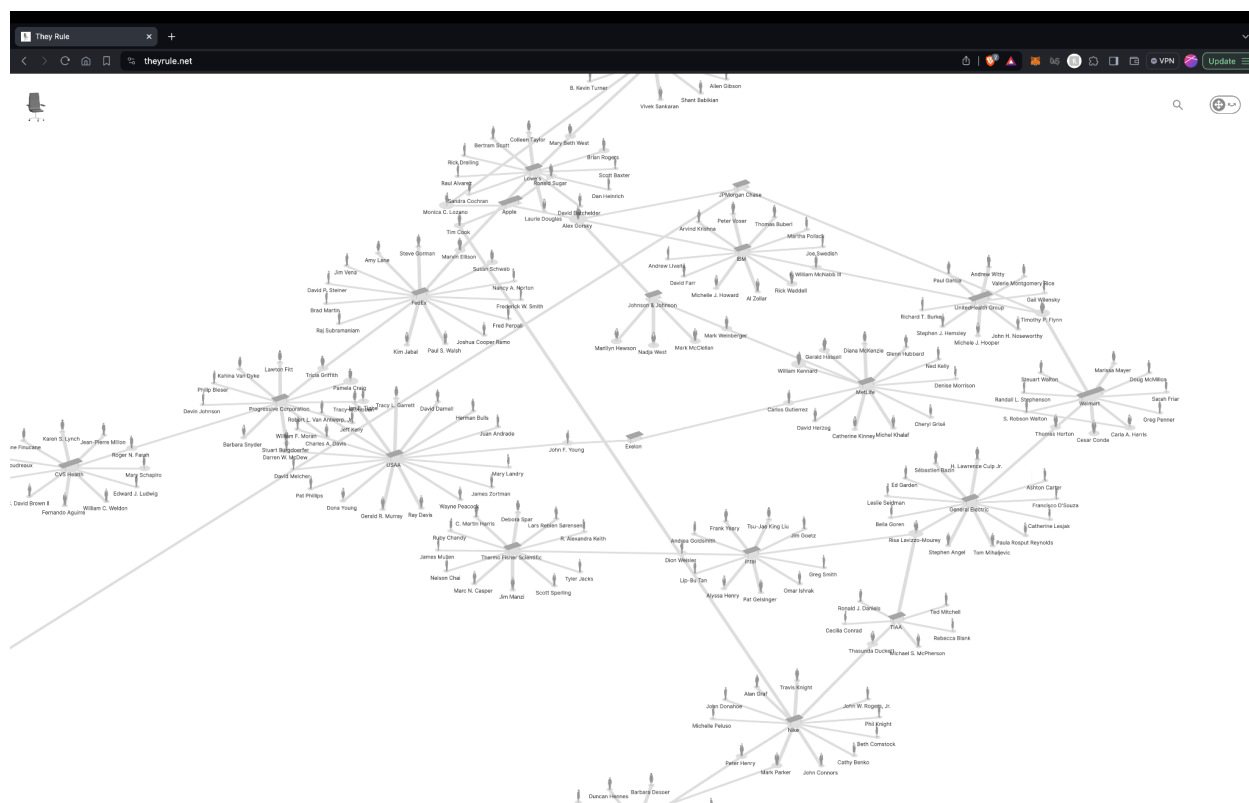 They Rule
theyrule.net
VPN
Update
B. Kevin Turner
Allen Gibson
Vivek Sankaran
Shant Babikian
Colleen Taylor
Mary Beth West
Bertram Scott
Brian Rogers
Rick Dreiling
Scott Baxter
Lowe's
Raul Alvarez
Ronald Sugar
Dan Heinrich
Sandra Cochran
Monica C. Lozano
Apple
Laurie Douglas
David Batchelder
Alex Gorsky
Tim Cook
JPMorgan Chase
Peter Voser
Thomas Buberl
Arvind Krishna
Martha Pollack
Joe Swedish
IBM
Andrew Liveris
William McNabb III
David Farr
Rick Waddell
Michelle J. Howard
Al Zollar
Steve Gorman
Marvin Ellison
Amy Lane
Susan Schwab
Jim Vena
David P. Steiner
Nancy A. Norton
FedEx
Brad Martin
Frederick W. Smith
Raj Subramaniam
Fred Perpall
Joshua Cooper Ramo
Kim Jabal
Paul S. Walsh
Andrew Witty
Paul Garcia
Valerie Montgomery Rice
Gail Wilensky
UnitedHealth Group
Richard T. Burke
Timothy P. Flynn
Stephen J. Hemsley
John H. Noseworthy
Michele J. Hooper
Johnson & Johnson
Mark Weinberger
Marillyn Hewson
Nadja West
Mark McClellan
Diana McKenzie
Gerald Hassell
Glenn Hubbard
Ned Kelly
William Kennard
Denise Morrison
MetLife
Carlos Gutierrez
Cheryl Grisé
David Herzog
Catherine Kinney
Michel Khalaf
Marissa Mayer
Steuart Walton
Doug McMillon
Randall L. Stephenson
Sarah Friar
Walmart
S. Robson Walton
Greg Penner
Thomas Horton
Carla A. Harris
Cesar Conde
Lawton Fitt
Tricia Griffith
Kahina Van Dyke
Pamela Craig
Philip Bleser
Devin Johnson
Progressive Corporation
Jeff Kelly
Barbara Snyder
Stuart Burgdoerfer
Robert L. Van Antwerp, Jr.
Tracy L. Garrett
David Darnell
Herman Bulls
Juan Andrade
William F. Moran
Charles A. Davis
Darren W. McDew
John F. Young
Exelon
USAA
David Melcher
Mary Landry
Pat Phillips
James Zortman
Dona Young
Wayne Peacock
Gerald R. Murray
Ray Davis
Karen S. Lynch
Jean-Pierre Millon
Roger N. Farah
CVS Health
Mary Schapiro
Edward J. Ludwig
David Brown II
William C. Weldon
Fernando Aguirre
Debora Spar
C. Martin Harris
Lars Rebien Sørensen
Ruby Chandy
R. Alexandra Keith
James Mullen
Thermo Fisher Scientific
Nelson Chai
Tyler Jacks
Marc N. Casper
Scott Sperling
Jim Manzi
Frank Yeary
Tsu-Jae King Liu
Andrea Goldsmith
Jim Goetz
Dion Weisler
Intel
Lip-Bu Tan
Greg Smith
Alyssa Henry
Omar Ishrak
Pat Gelsinger
Sébastien Bazin
H. Lawrence Culp Jr.
Ed Garden
Ashton Carter
Leslie Seidman
Francisco D'Souza
General Electric
Bella Goren
Catherine Lesjak
Risa Lavizzo-Mourey
Paula Rosput Reynolds
Stephen Angel
Tom Mihaljevic
Ronald J. Daniels
Ted Mitchell
Cecilia Conrad
TIAA
Rebecca Blank
Thasunda Duckett
Michael S. McPherson
Travis Knight
Alan Graf
John Donahoe
John W. Rogers, Jr.
Michelle Peluso
Phil Knight
Nike
Beth Comstock
Cathy Benko
Peter Henry
Mark Parker
John Connors
Duncan Hennes
Barbara Desoer